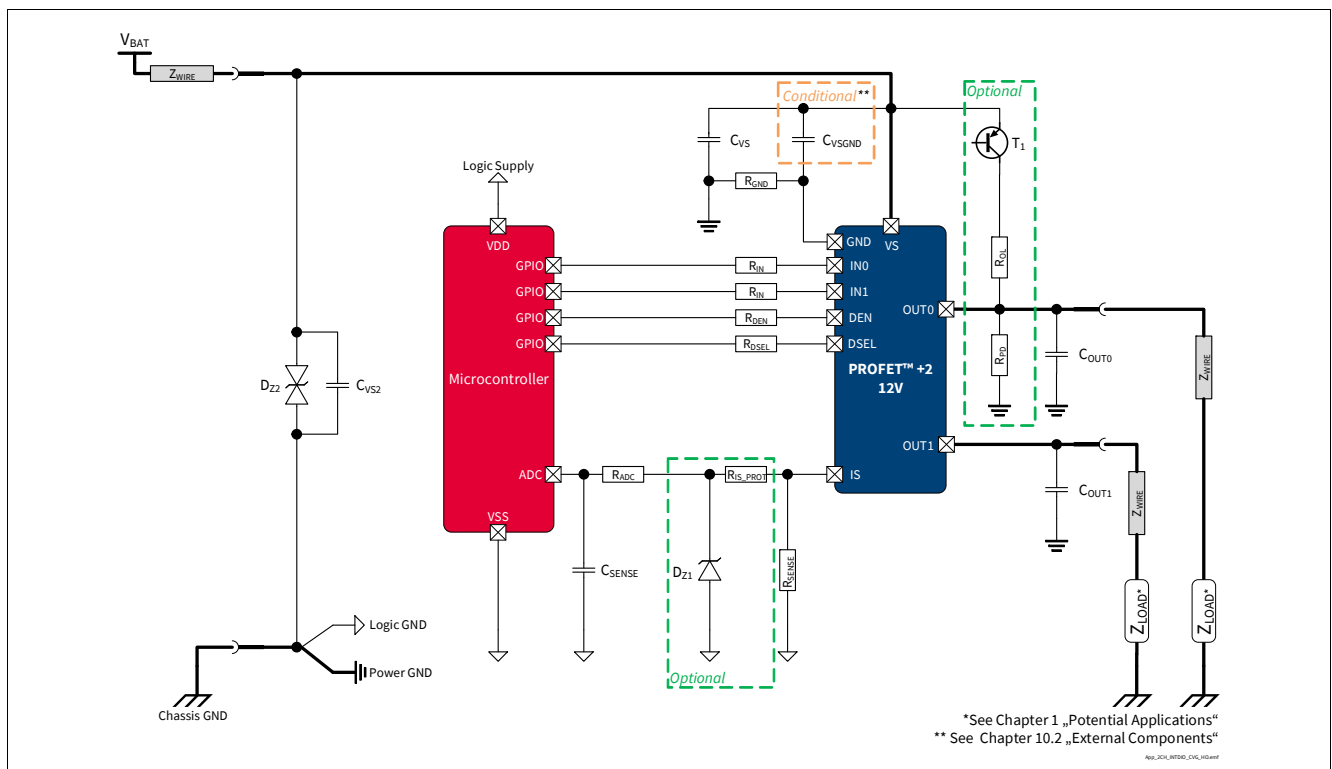 VBAT
ZWIRE
Conditional**
Optional
CVS
CVSGND
T1
Logic Supply
RGND
VDD
GND
VS
GPIO
RIN
IN0
ROL
GPIO
RIN
IN1
OUT0
GPIO
RDEN
DEN
GPIO
RDSEL
DSEL
RPD
COUT0
ZWIRE
DZ2
CVS2
Microcontroller
PROFET™ +2
12V
OUT1
ADC
RADC
RIS_PROT
IS
COUT1
ZWIRE
VSS
CSENSE
DZ1
RSENSE
ZLOAD*
ZLOAD*
Logic GND
Power GND
Optional
Chassis GND
*See Chapter 1 „Potential Applications“
** See Chapter 10.2 „External Components“
App_2CH_INTDIO_CVG_HO.emf